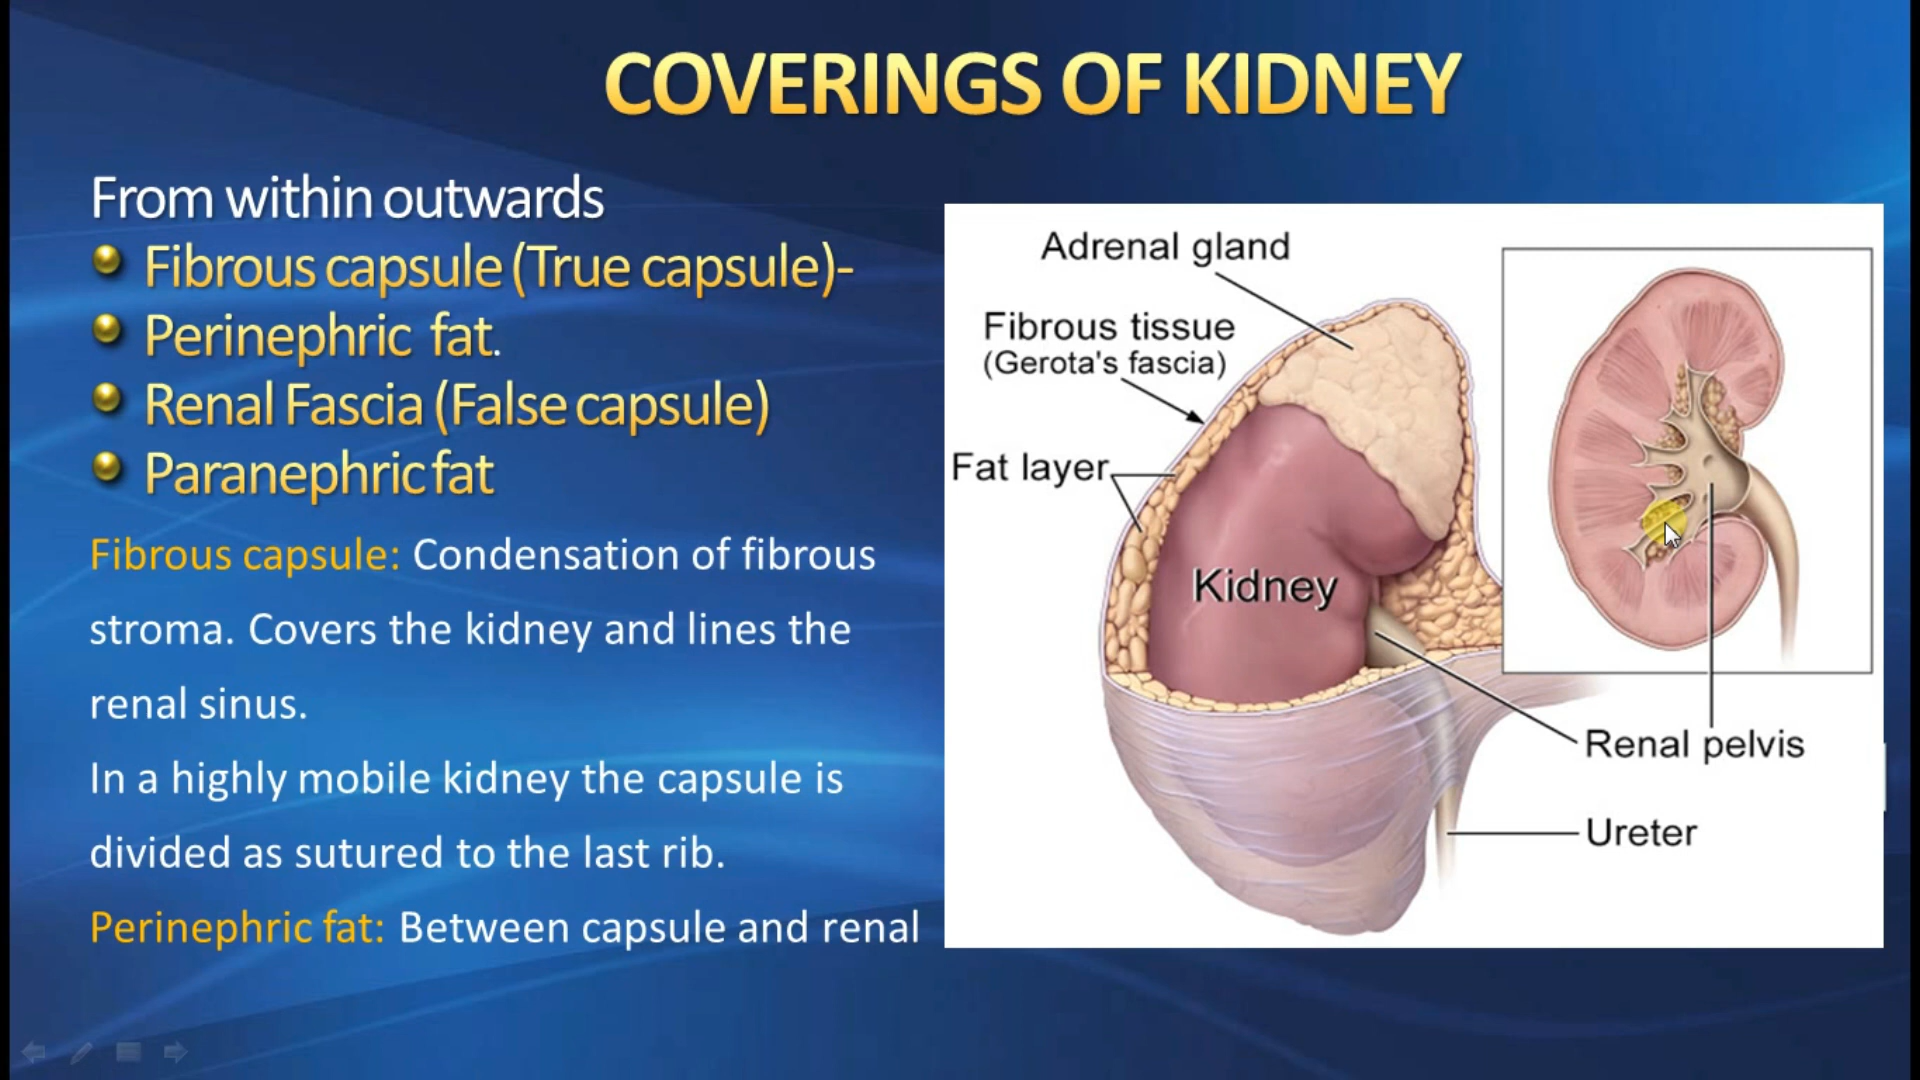 COVERINGS OF KIDNEY
From within outwards
Fibrous capsule (True capsule)-
Perinephric fat.
Renal Fascia (False capsule)
Paranephric fat
Fibrous capsule: Condensation of fibrous
stroma. Covers the kidney and lines the
renal sinus.
In a highly mobile kidney the capsule is
divided as sutured to the last rib.
Perinephric fat: Between capsule and renal
Adrenal gland
Fibrous tissue
(Gerota's fascia)
Fat layer
Kidney
Renal pelvis
Ureter